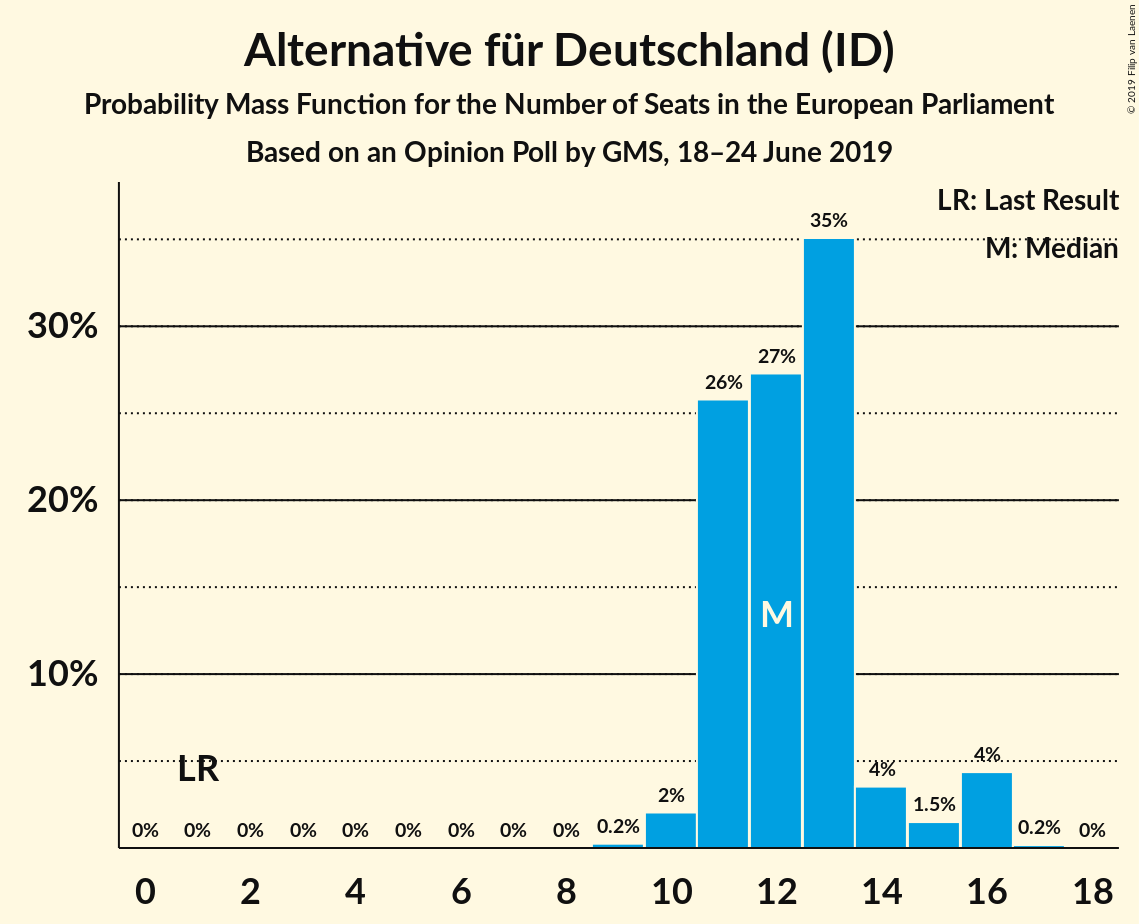 Alternative für Deutschland (ID)
Probability Mass Function for the Number of Seats in the European Parliament
Based on an Opinion Poll by GMS, 18–24 June 2019
© 2019 Filip van Laenen
LR: Last Result
M: Median
35%
30%
27%
26%
20%
M
10%
LR
4%
4%
1.5%
2%
0.2%
0.2%
0% 0% 0% 0% 0% 0% 0% 0% 0% 0%
0 2 4 6 8 10 12 14 16 18